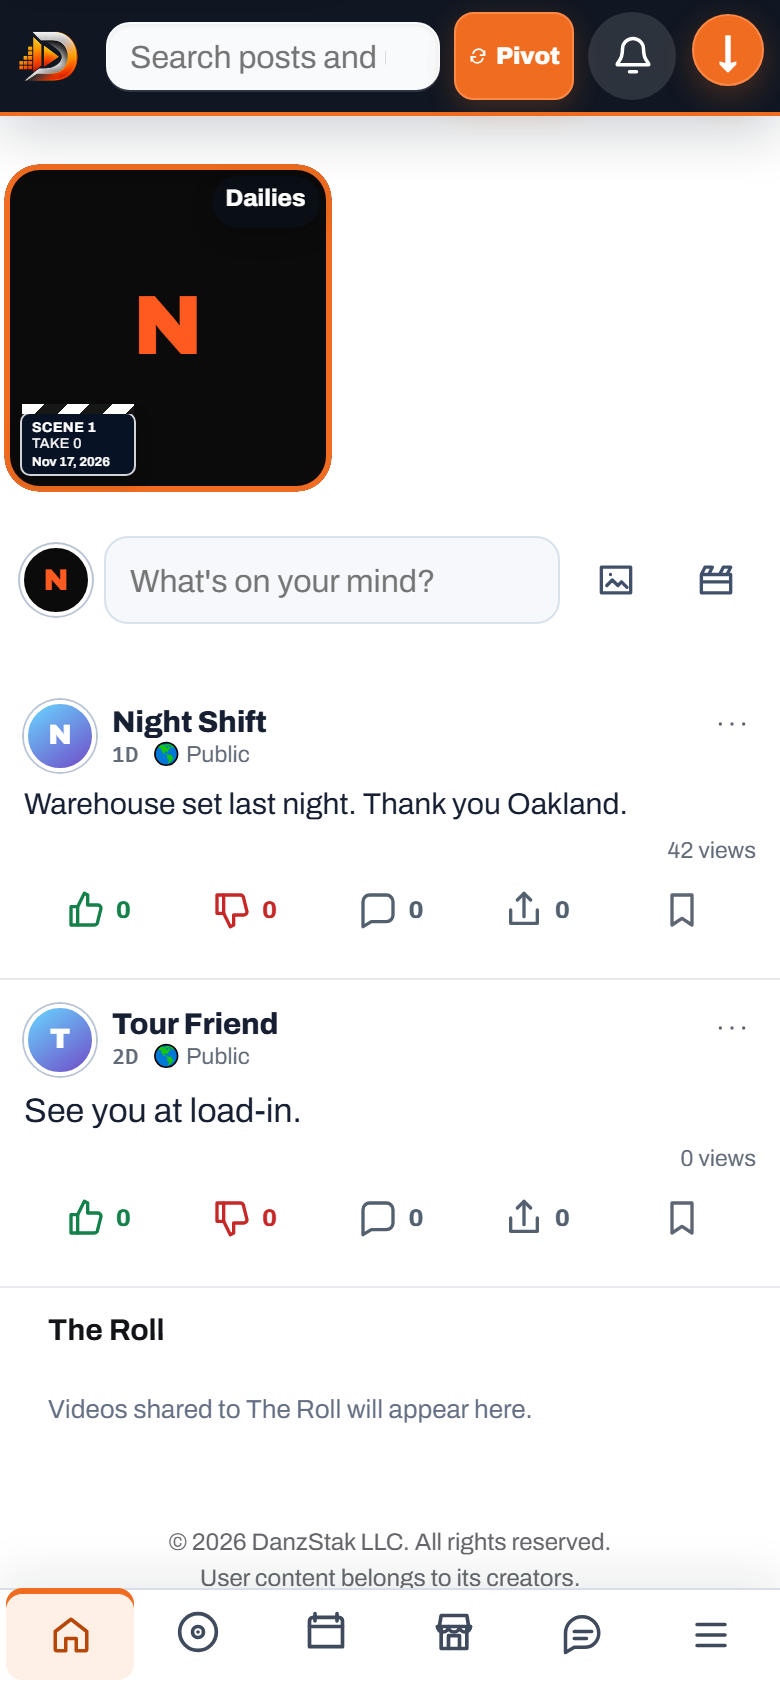 Search posts and
Pivot
Dailies
N
SCENE 1
TAKE 0
Nov 17, 2026
N
What's on your mind?
N
Night Shift
...
1D Public
Warehouse set last night. Thank you Oakland.
42 views
0 0 0 0
T
Tour Friend
...
2D Public
See you at load-in.
0 views
0 0 0 0
The Roll
Videos shared to The Roll will appear here.
© 2026 DanzStak LLC. All rights reserved.
User content belongs to its creators.